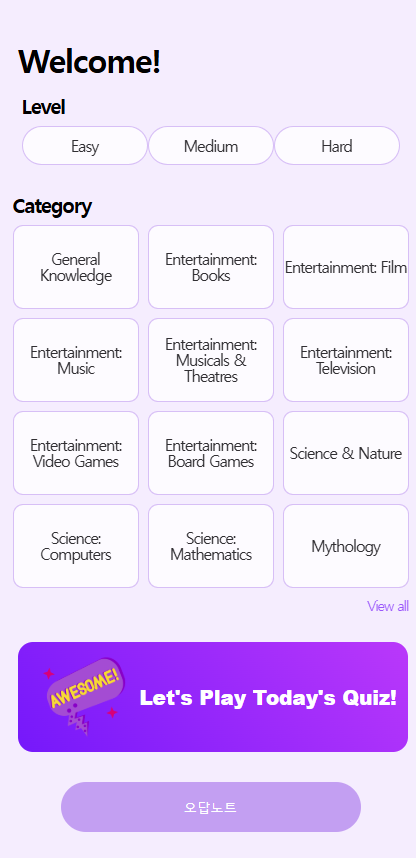 Welcome!
Level
Easy
Medium
Hard
Category
General
Knowledge
Entertainment:
Books
Entertainment: Film
Entertainment:
Music
Entertainment:
Musicals &
Theatres
Entertainment:
Television
Entertainment:
Video Games
Entertainment:
Board Games
Science & Nature
Science:
Computers
Science:
Mathematics
Mythology
View all
AWESOME!
Let's Play Today's Quiz!
오답노트